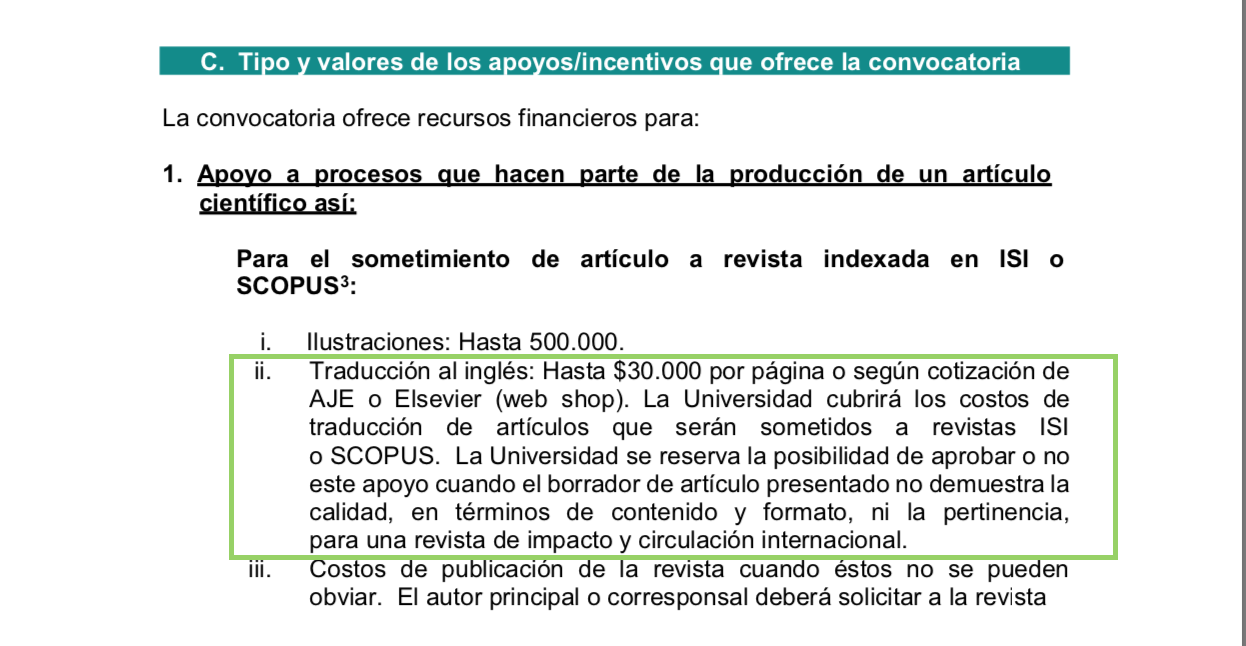 C. Tipo y valores de los apoyos/incentivos que ofrece la convocatoria
La convocatoria ofrece recursos financieros para:
1. Apoyo a procesos que hacen parte de la producción de un artículo
científico así:
Para el sometimiento de artículo a revista indexada en ISI o
SCOPUS³:
i. Ilustraciones: Hasta 500.000.
ii. Traducción al inglés: Hasta $30.000 por página o según cotización de
AJE o Elsevier (web shop). La Universidad cubrirá los costos de
traducción de artículos que serán sometidos a revistas ISI
o SCOPUS. La Universidad se reserva la posibilidad de aprobar o no
este apoyo cuando el borrador de artículo presentado no demuestra la
calidad, en términos de contenido y formato, ni la pertinencia,
para una revista de impacto y circulación internacional.
iii. Costos de publicación de la revista cuando éstos no se pueden
obviar. El autor principal o corresponsal deberá solicitar a la revista